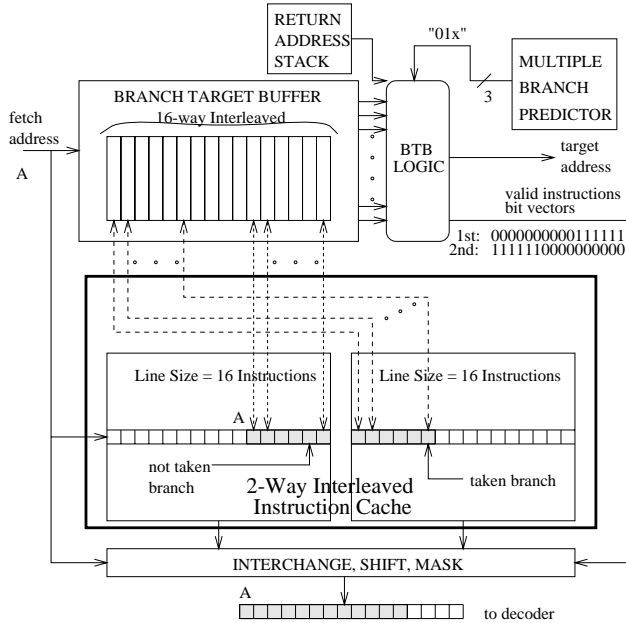 RETURN
ADDRESS
STACK
"01x"
3
MULTIPLE
BRANCH
PREDICTOR
BRANCH TARGET BUFFER
16-way Interleaved
fetch
address
A
BTB
LOGIC
target
address
valid instructions
bit vectors
1st: 0000000000111111
2nd: 1111110000000000
Line Size = 16 Instructions
Line Size = 16 Instructions
A
not taken
branch
taken branch
2-Way Interleaved
Instruction Cache
INTERCHANGE, SHIFT, MASK
A
to decoder